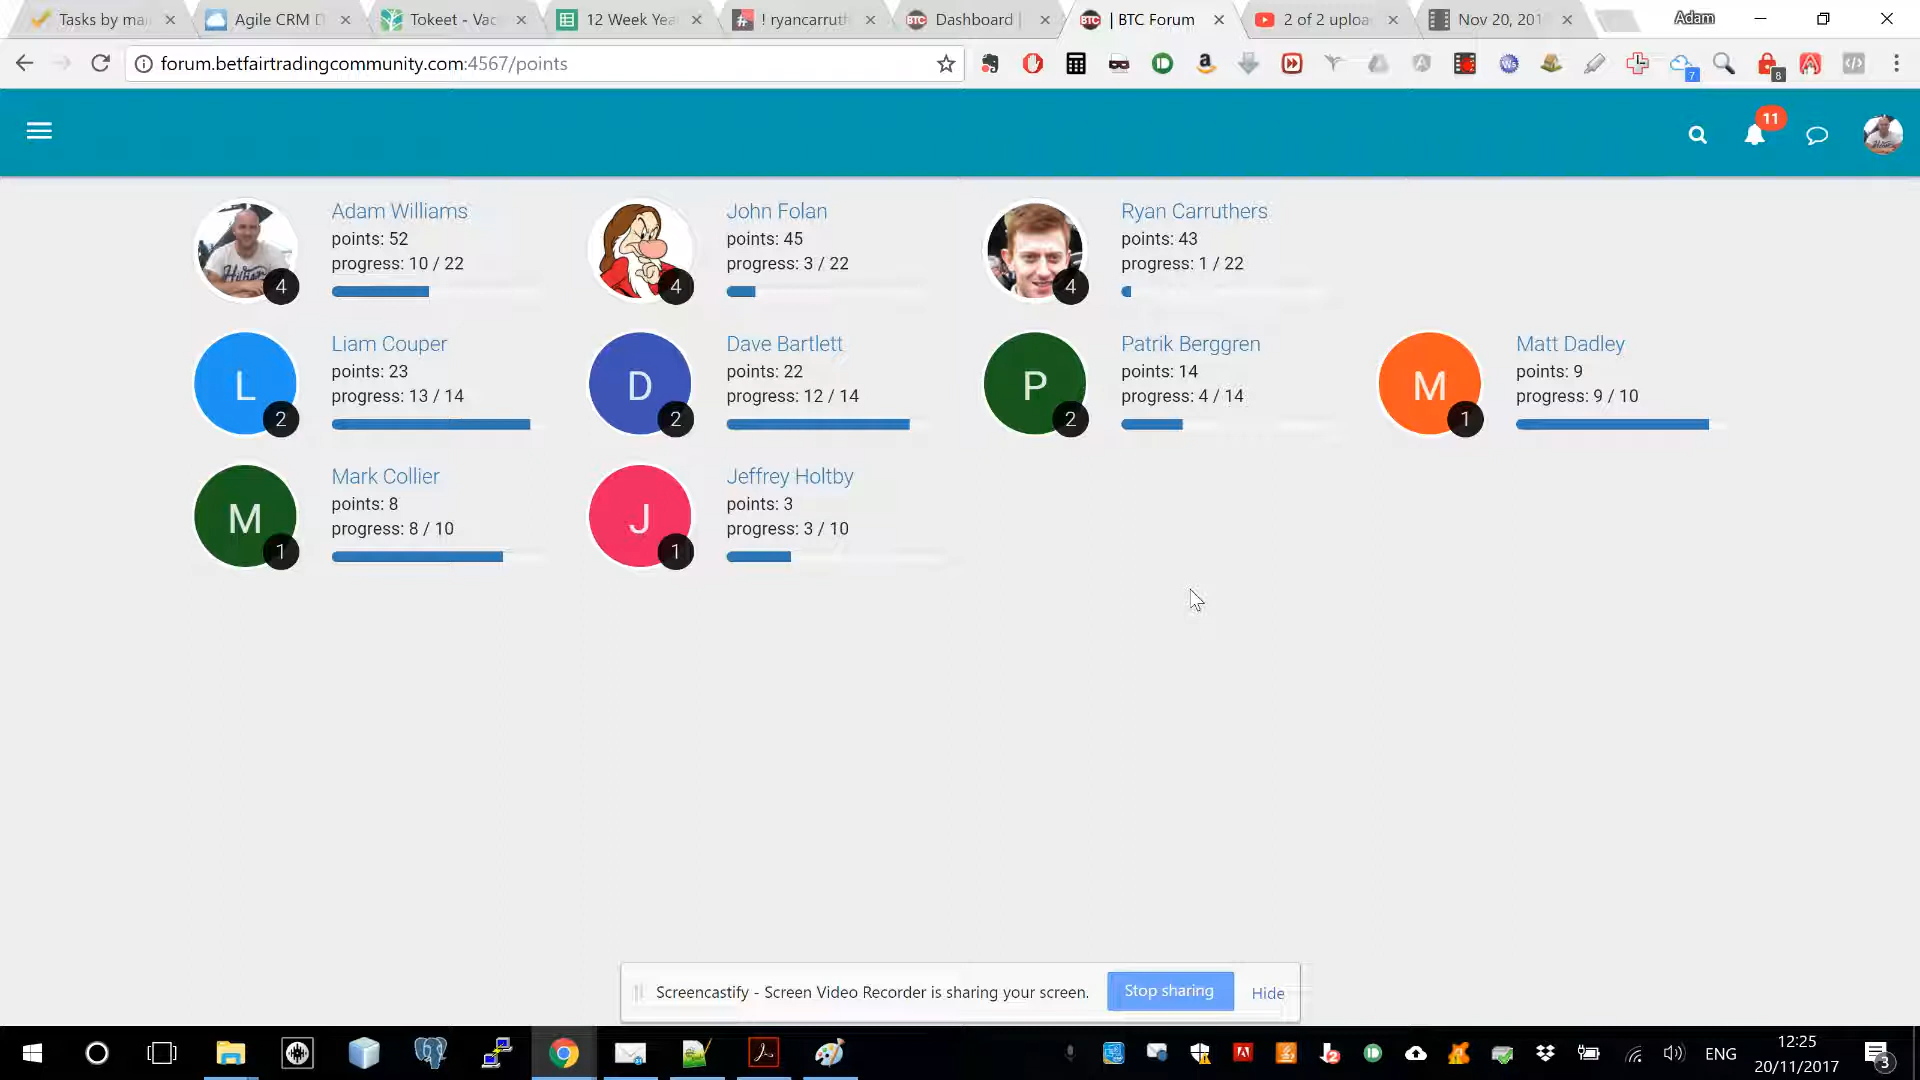 Tasks by ma
Agile CRM D
Tokeet - Vac
12 Week Yea
! ryancarruth
BTC
Dashboard |
BTC
| BTC Forum
2 of 2 uploa
Nov 20, 201
Adam
forum.betfairtradingcommunity.com:4567/points
7
8
11
Adam Williams
points: 52
progress: 10 / 22
4
John Folan
points: 45
progress: 3 / 22
4
Ryan Carruthers
points: 43
progress: 1 / 22
4
L
Liam Couper
points: 23
progress: 13 / 14
2
D
Dave Bartlett
points: 22
progress: 12 / 14
2
P
Patrik Berggren
points: 14
progress: 4 / 14
2
M
Matt Dadley
points: 9
progress: 9 / 10
1
M
Mark Collier
points: 8
progress: 8 / 10
1
J
Jeffrey Holtby
points: 3
progress: 3 / 10
1
Screencastify - Screen Video Recorder is sharing your screen.
Stop sharing
Hide
ENG
12:25
20/11/2017
3